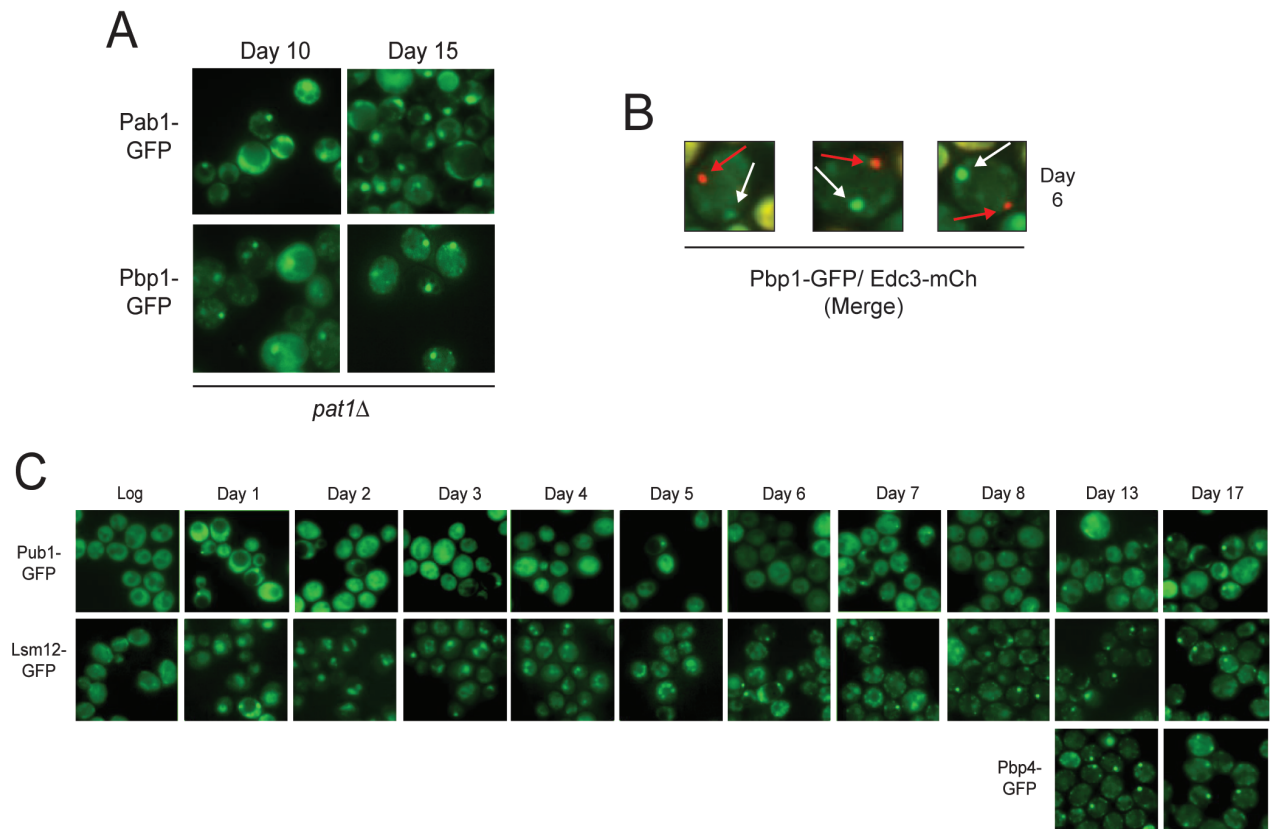 A
Day 10
Day 15
Pab1-
GFP
Pbp1-
GFP
pat1Δ
B
Day
6
Pbp1-GFP/ Edc3-mCh
(Merge)
C
Log
Day 1
Day 2
Day 3
Day 4
Day 5
Day 6
Day 7
Day 8
Day 13
Day 17
Pub1-
GFP
Lsm12-
GFP
Pbp4-
GFP